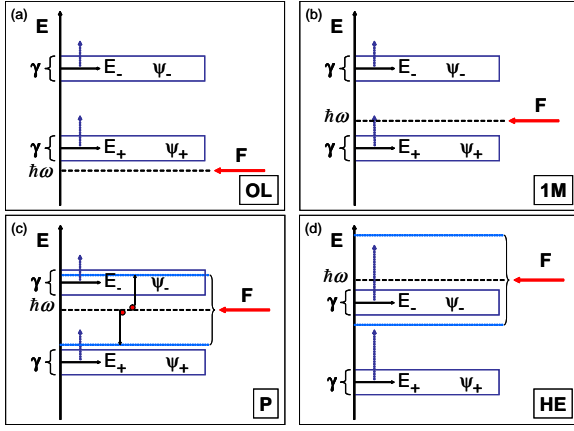 (a)
E
γ { E₋ ψ₋
γ { E₊ ψ₊
ħω F
OL
(b)
E
γ { E₋ ψ₋
ħω F
γ { E₊ ψ₊
1M
(c)
E
γ { E₋ ψ₋
ħω F
γ { E₊ ψ₊
P
(d)
E
ħω F
γ { E₋ ψ₋
γ { E₊ ψ₊
HE